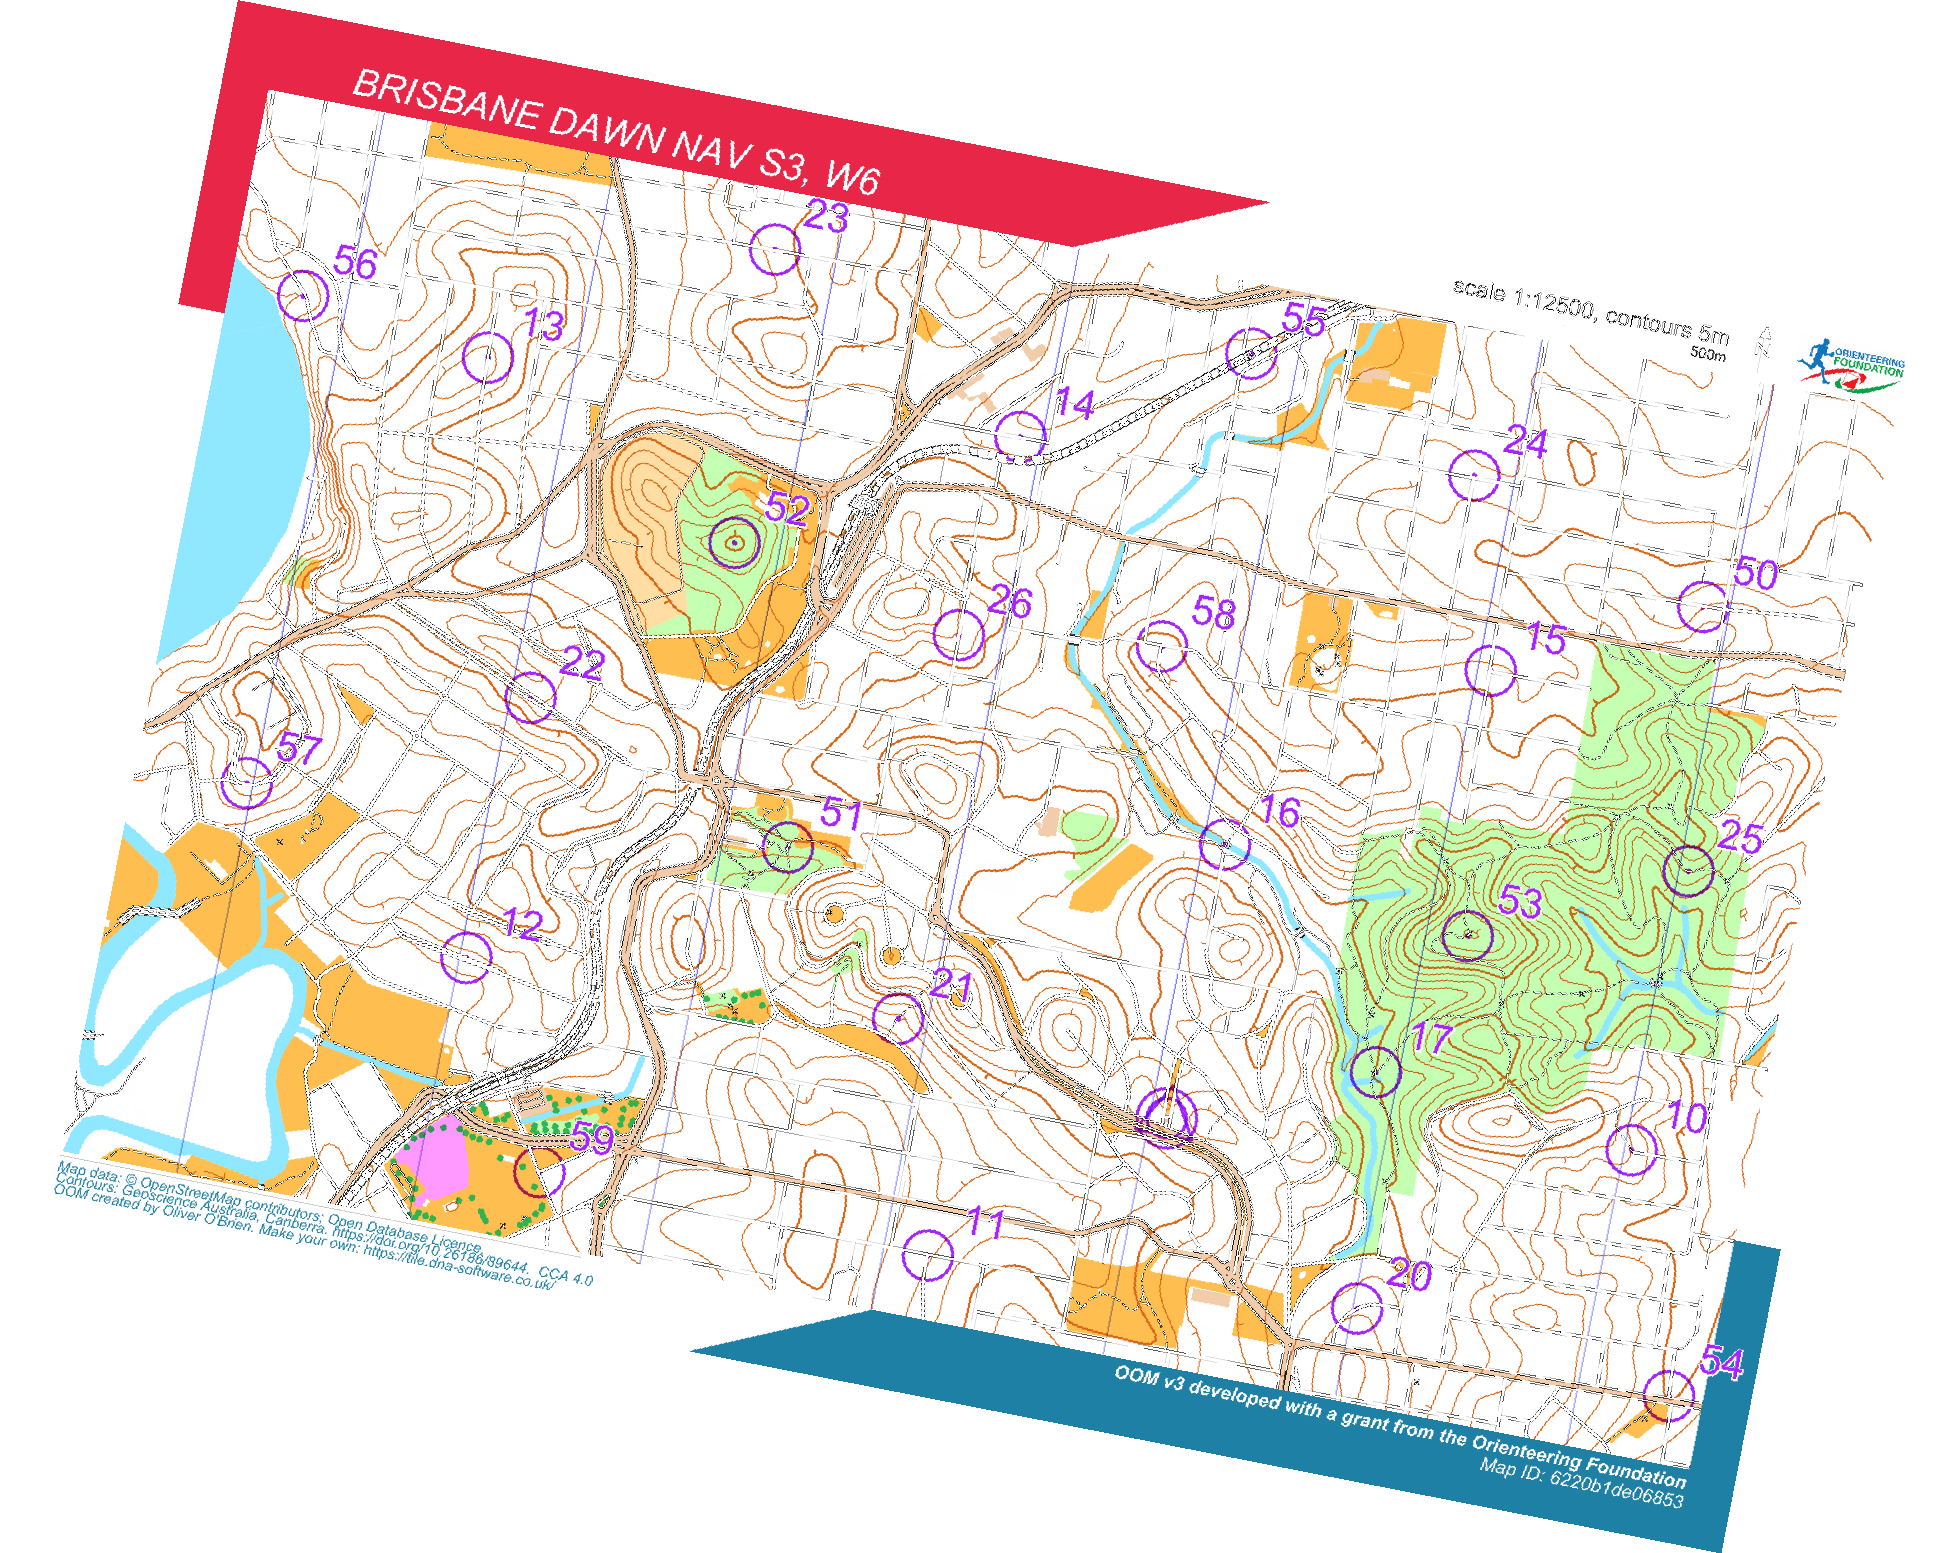 BRISBANE DAWN NAV S3, W6
scale 1:12500, contours 5m
500m
ORIENTEERING
FOUNDATION
23
56
13
55
14
24
52
50
26
58
15
22
57
51
16
25
53
12
21
17
10
59
11
20
54
Map data: © OpenStreetMap contributors, Open Database Licence.
Contours: Geoscience Australia, Canberra. https://doi.org/10.26186/89644. CCA 4.0
OOM created by Oliver O'Brien. Make your own: https://tile.dna-software.co.uk/
OOM v3 developed with a grant from the Orienteering Foundation
Map ID: 6220b1de06853